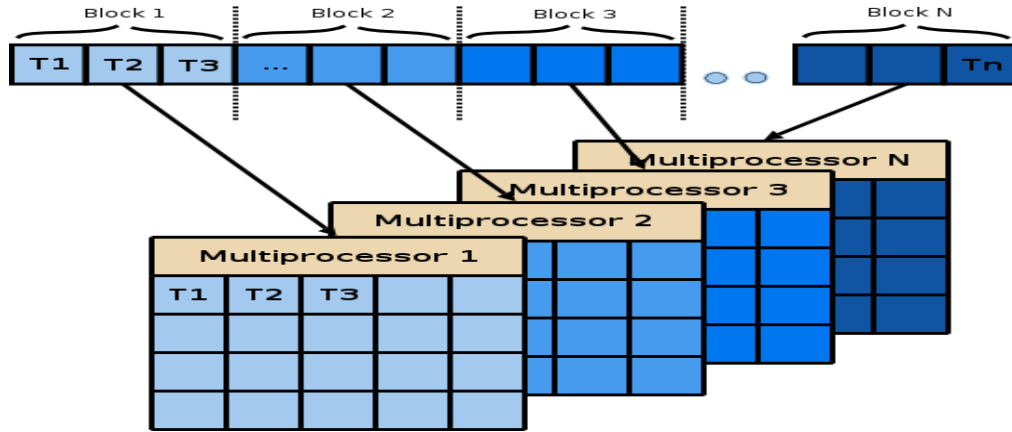 Block 1 Block 2 Block 3 Block N
T1 T2 T3 ... Tn
Multiprocessor N
Multiprocessor 3
Multiprocessor 2
Multiprocessor 1
T1 T2 T3